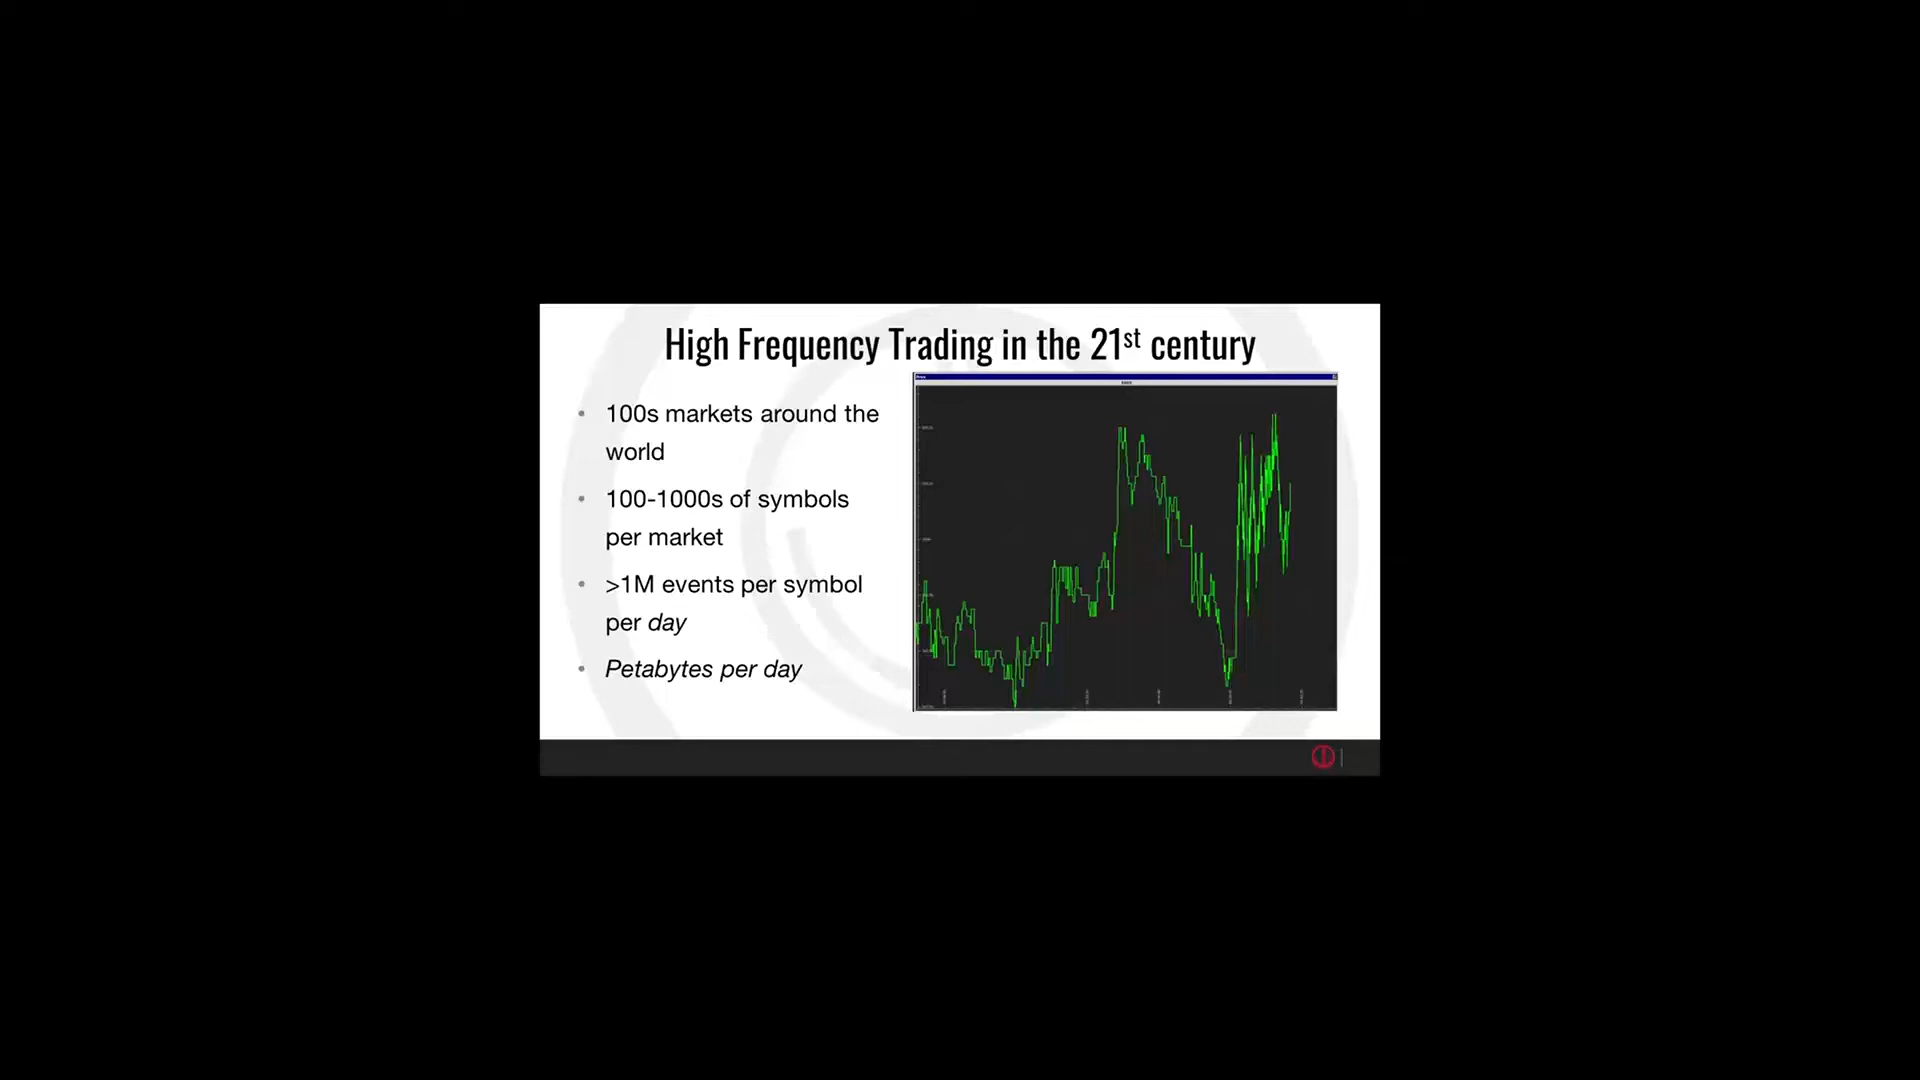 High Frequency Trading in the 21st century
100s markets around the
world
100-1000s of symbols
per market
>1M events per symbol
per day
Petabytes per day